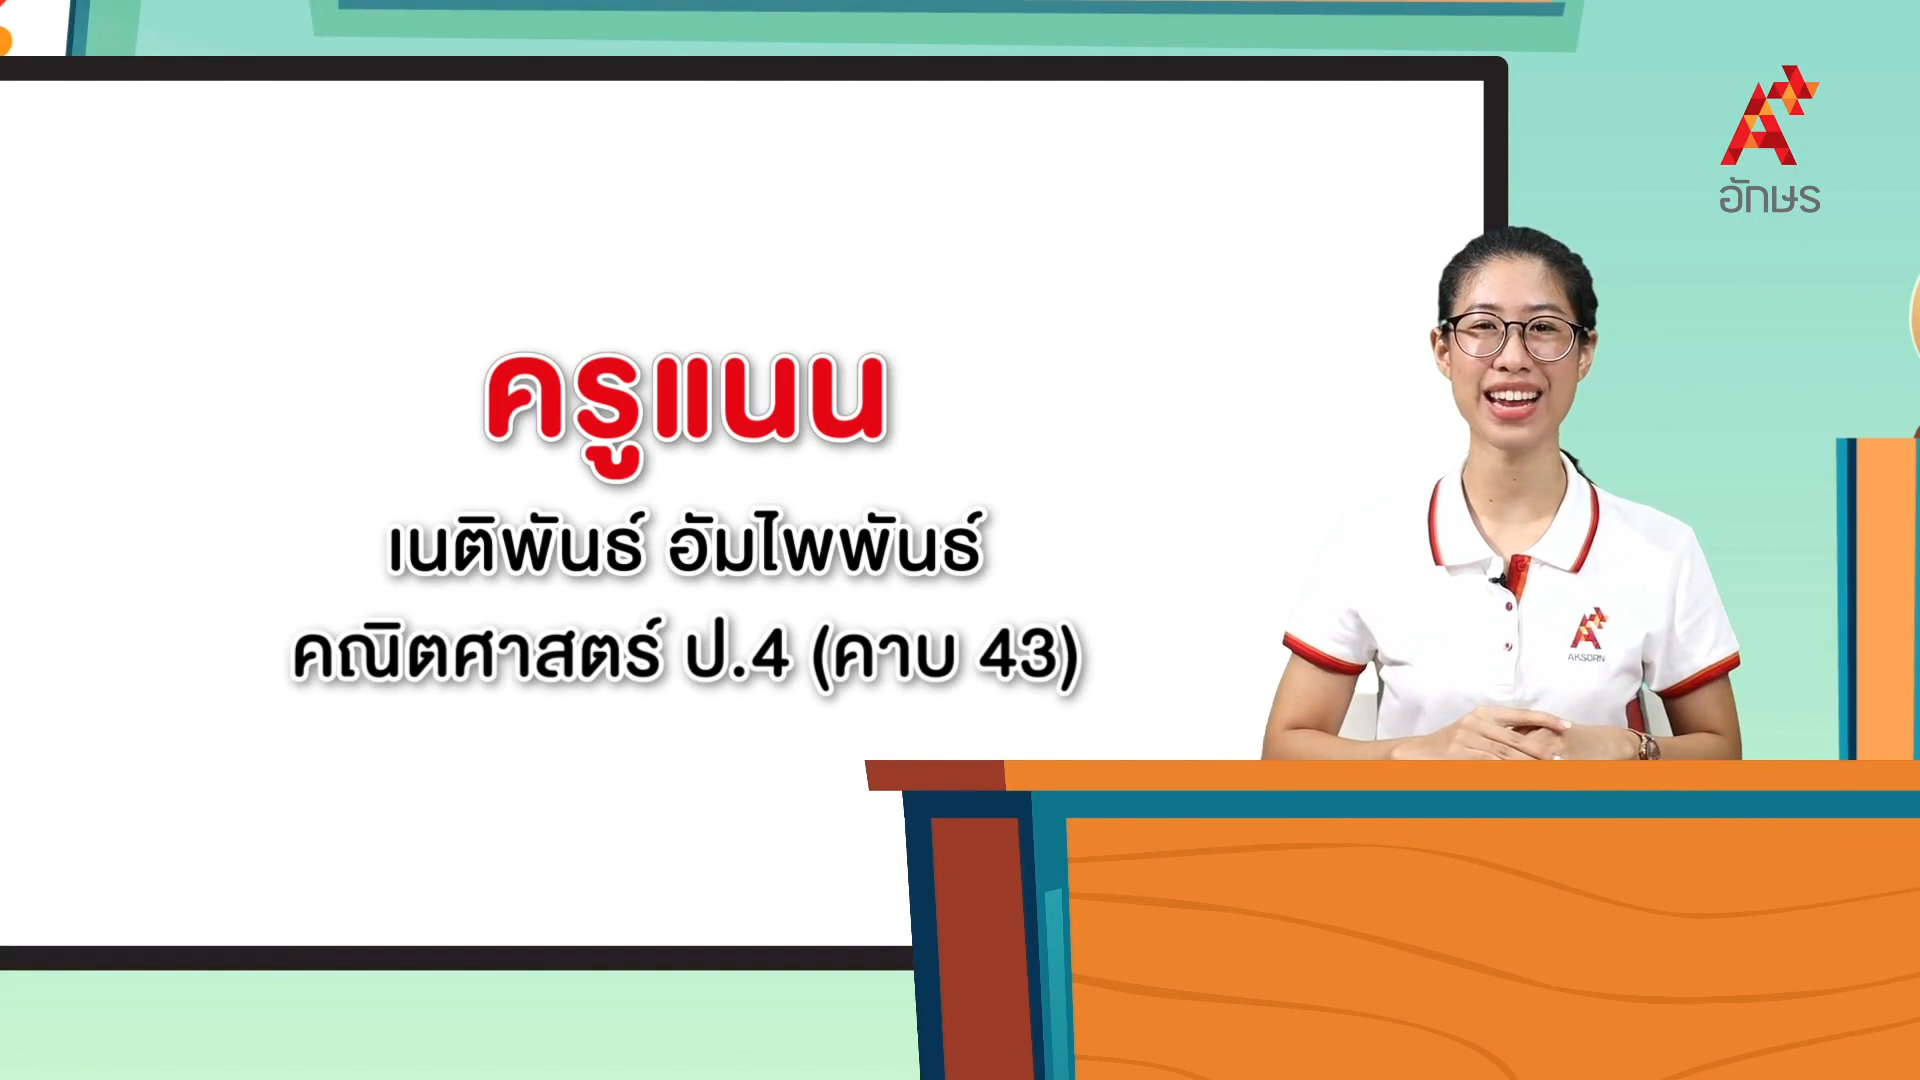 อักษร
ครูแนน
เนติพันธ์ อัมไพพันธ์
คณิตศาสตร์ ป.4 (คาบ 43)
AKSORN